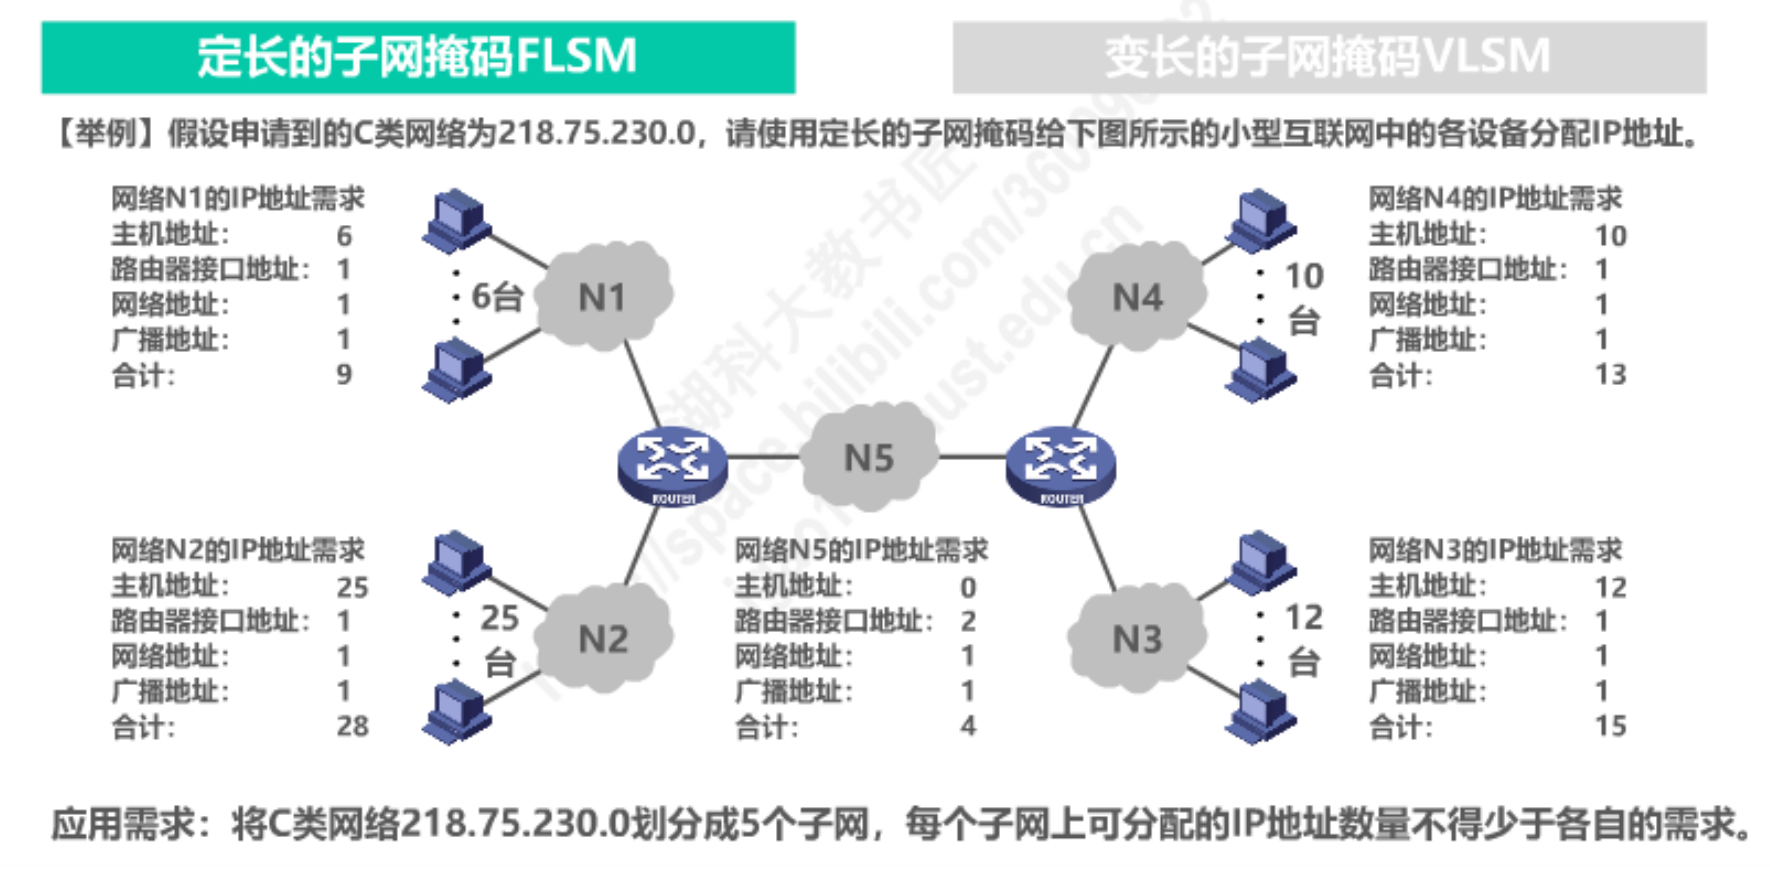 定长的子网掩码FLSM
变长的子网掩码VLSM
【举例】假设申请到的C类网络为218.75.230.0，请使用定长的子网掩码给下图所示的小型互联网中的各设备分配IP地址。
网络N1的IP地址需求
主机地址： 6
路由器接口地址： 1
网络地址： 1
广播地址： 1
合计： 9
6台
N1
N4
10
台
网络N4的IP地址需求
主机地址： 10
路由器接口地址： 1
网络地址： 1
广播地址： 1
合计： 13
ROUTER
N5
ROUTER
网络N2的IP地址需求
主机地址： 25
路由器接口地址： 1
网络地址： 1
广播地址： 1
合计： 28
25
台
N2
网络N5的IP地址需求
主机地址： 0
路由器接口地址： 2
网络地址： 1
广播地址： 1
合计： 4
N3
12
台
网络N3的IP地址需求
主机地址： 12
路由器接口地址： 1
网络地址： 1
广播地址： 1
合计： 15
应用需求：将C类网络218.75.230.0划分成5个子网，每个子网上可分配的IP地址数量不得少于各自的需求。
湖科大教书匠